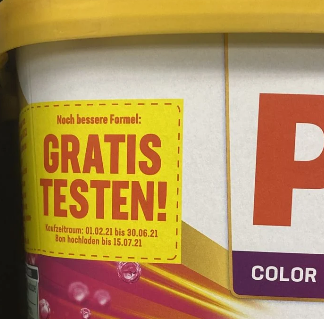 Noch bessere Formel:
GRATIS
TESTEN!
Kaufzeitraum: 01.02.21 bis 30.06.21
Bon hochladen bis 15.07.21
P
COLOR